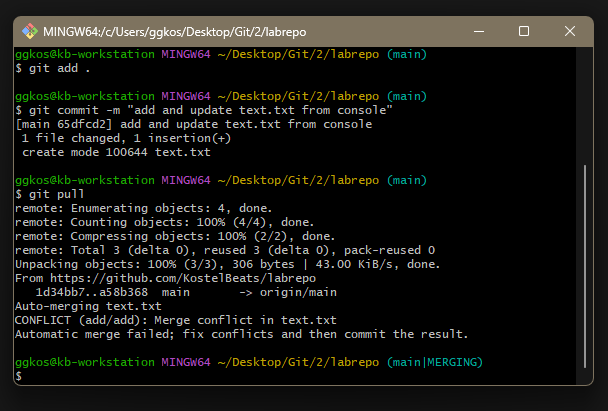 MINGW64:/c/Users/ggkos/Desktop/Git/2/labrepo
ggkos@kb-workstation MINGW64 ~/Desktop/Git/2/labrepo (main)
$ git add .
ggkos@kb-workstation MINGW64 ~/Desktop/Git/2/labrepo (main)
$ git commit -m "add and update text.txt from console"
[main 65dfcd2] add and update text.txt from console
1 file changed, 1 insertion(+)
create mode 100644 text.txt
ggkos@kb-workstation MINGW64 ~/Desktop/Git/2/labrepo (main)
$ git pull
remote: Enumerating objects: 4, done.
remote: Counting objects: 100% (4/4), done.
remote: Compressing objects: 100% (2/2), done.
remote: Total 3 (delta 0), reused 3 (delta 0), pack-reused 0
Unpacking objects: 100% (3/3), 306 bytes | 43.00 KiB/s, done.
From https://github.com/KostelBeats/labrepo
1d34bb7..a58b368  main       -> origin/main
Auto-merging text.txt
CONFLICT (add/add): Merge conflict in text.txt
Automatic merge failed; fix conflicts and then commit the result.
ggkos@kb-workstation MINGW64 ~/Desktop/Git/2/labrepo (main|MERGING)
$